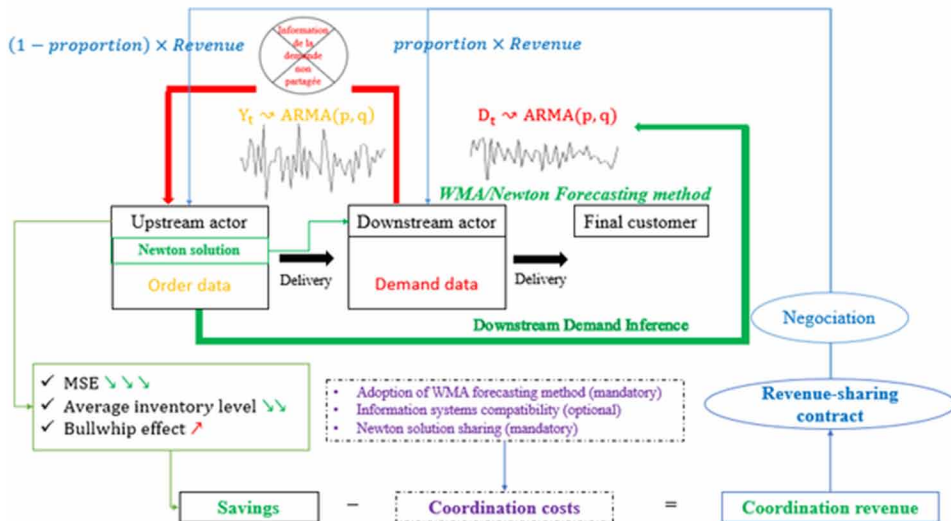 (1 − proportion) × Revenue
Information
de la
demande
non
partagée
proportion × Revenue
Yₜ ⇝ ARMA(p, q)
Dₜ ⇝ ARMA(p, q)
WMA/Newton Forecasting method
Upstream actor
Newton solution
Order data
Delivery
Downstream actor
Demand data
Delivery
Final customer
Downstream Demand Inference
Negociation
✓ MSE ↘↘↘
✓ Average inventory level ↘↘
✓ Bullwhip effect ↗
• Adoption of WMA forecasting method (mandatory)
• Information systems compatibility (optional)
• Newton solution sharing (mandatory)
Revenue-sharing
contract
Savings − Coordination costs = Coordination revenue